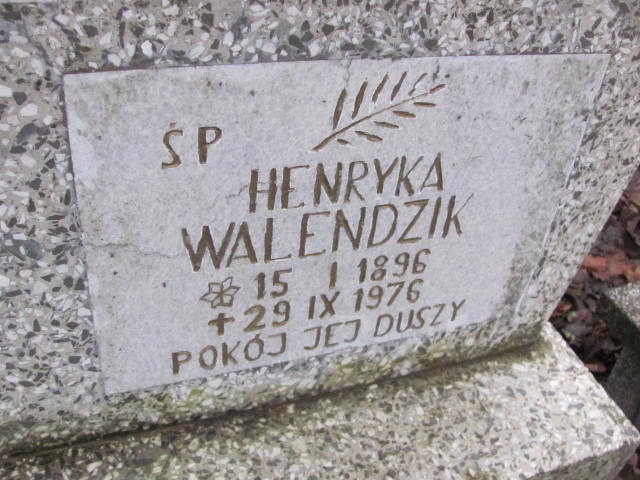 ŚP
HENRYKA
WALENDZIK
15 I 1896
+ 29 IX 1976
POKÓJ JEJ DUSZY